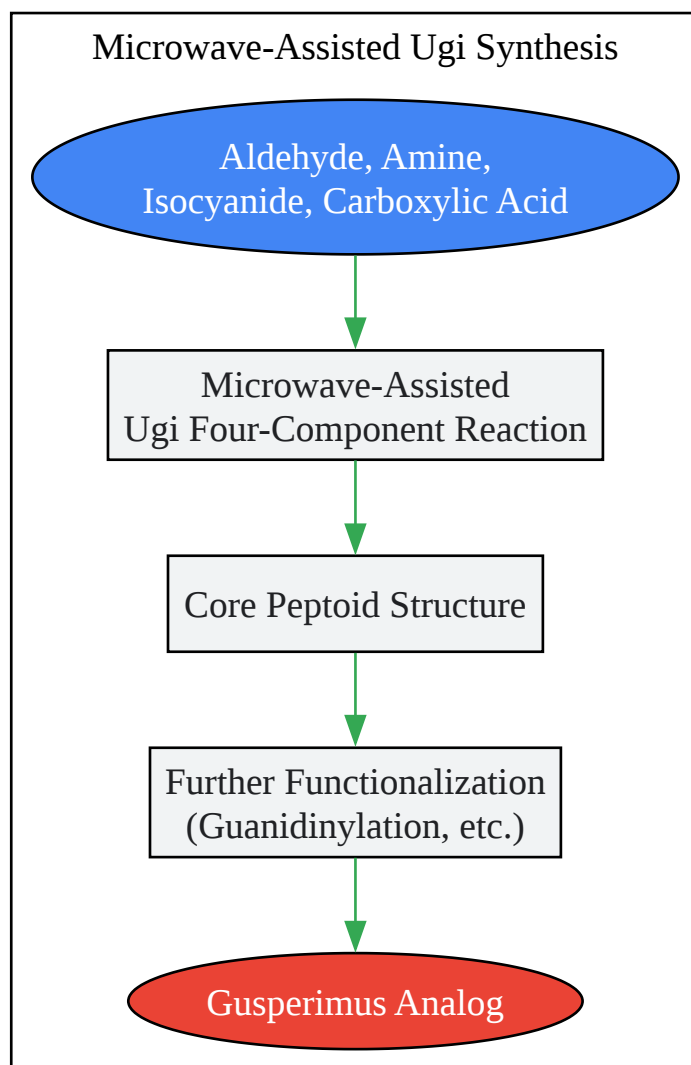 Microwave-Assisted Ugi Synthesis
Aldehyde, Amine,
Isocyanide, Carboxylic Acid
Microwave-Assisted
Ugi Four-Component Reaction
Core Peptoid Structure
Further Functionalization
(Guanidinylation, etc.)
Gusperimus Analog